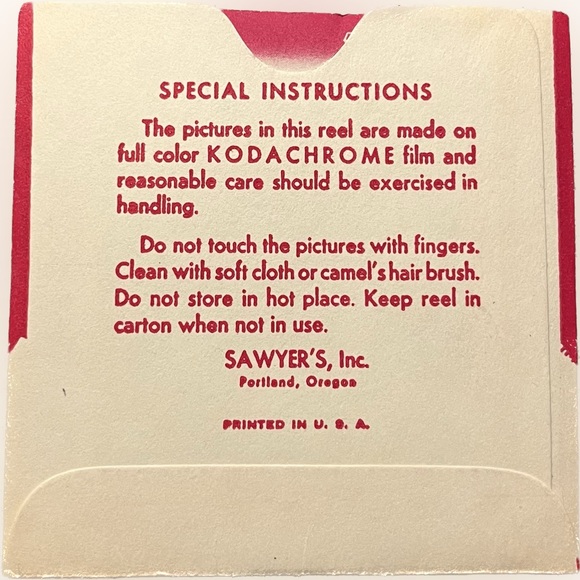 SPECIAL INSTRUCTIONS
The pictures in this reel are made on
full color KODACHROME film and
reasonable care should be exercised in
handling.
Do not touch the pictures with fingers.
Clean with soft cloth or camel's hair brush.
Do not store in hot place. Keep reel in
carton when not in use.
SAWYER'S, Inc.
Portland, Oregon
PRINTED IN U. S. A.